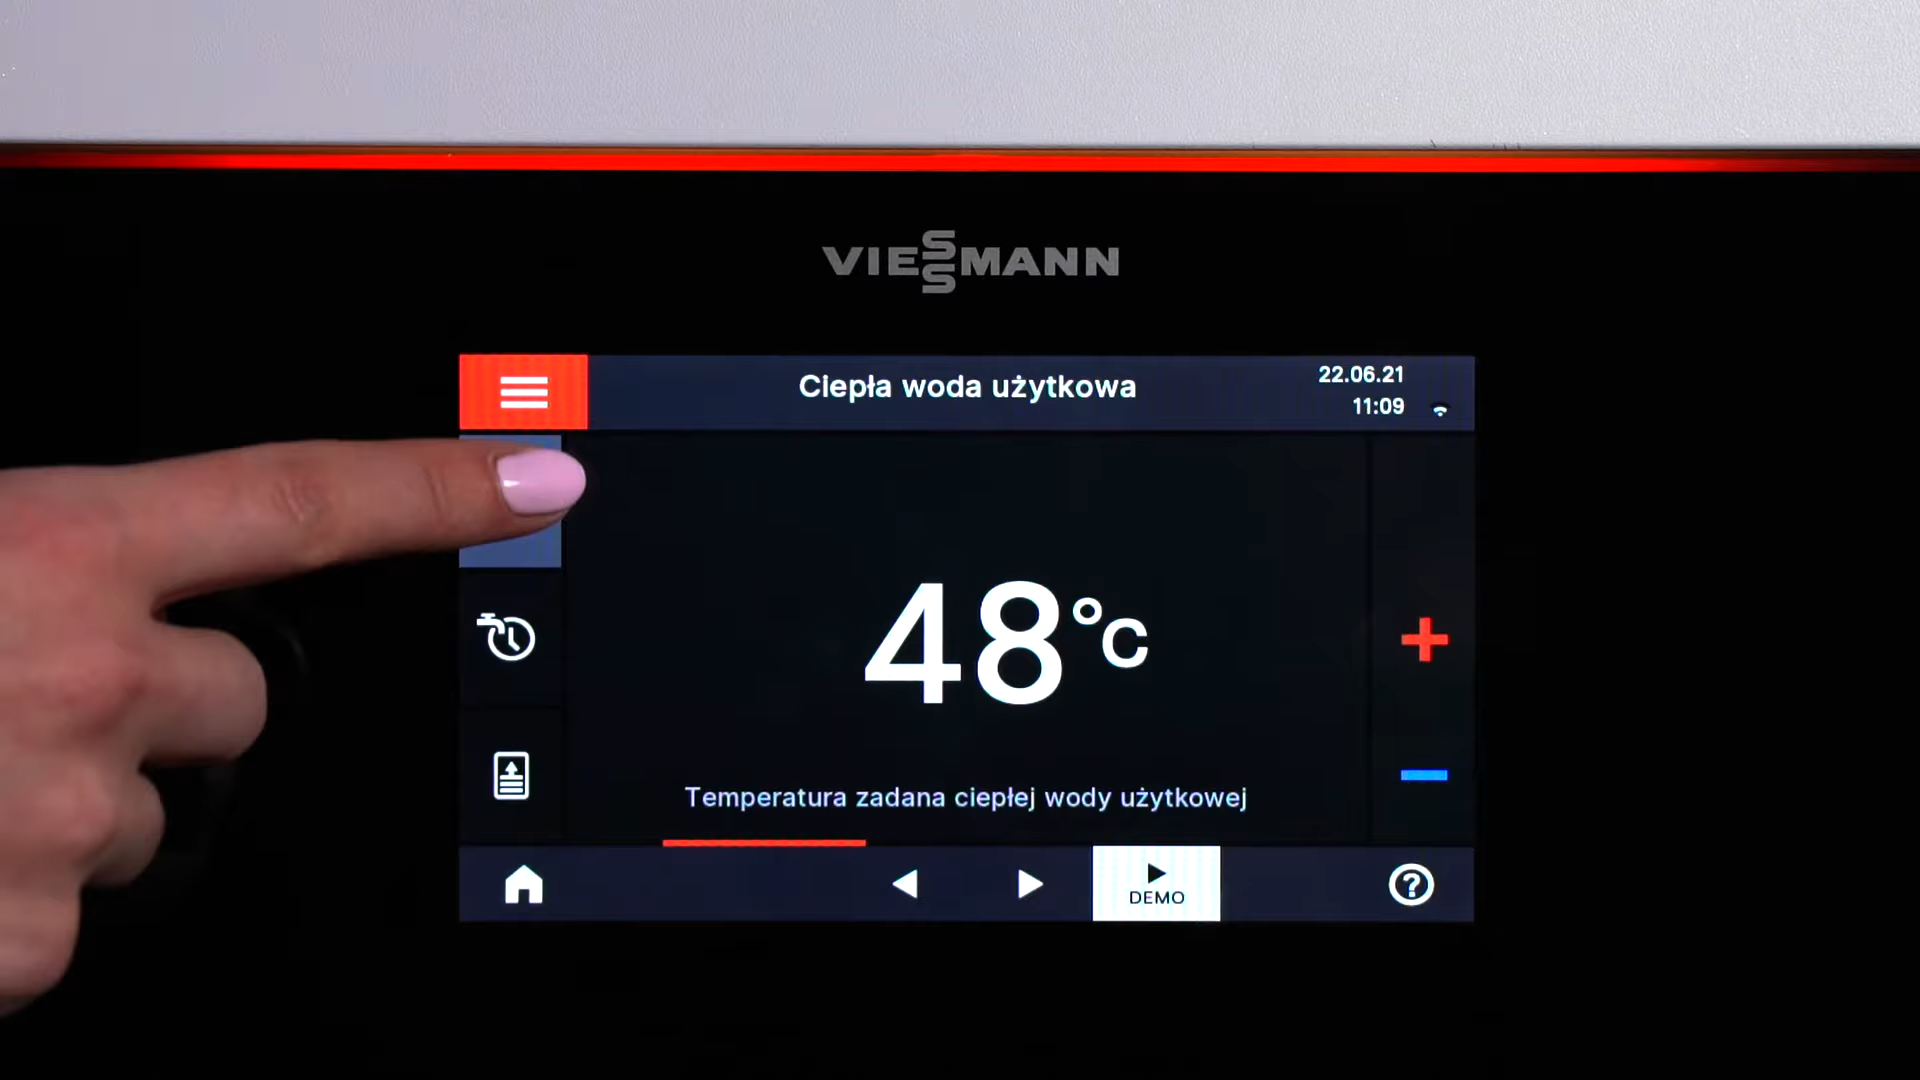 VIESSMANN
Ciepła woda użytkowa
22.06.21
11:09
48°C
Temperatura zadana ciepłej wody użytkowej
DEMO
?